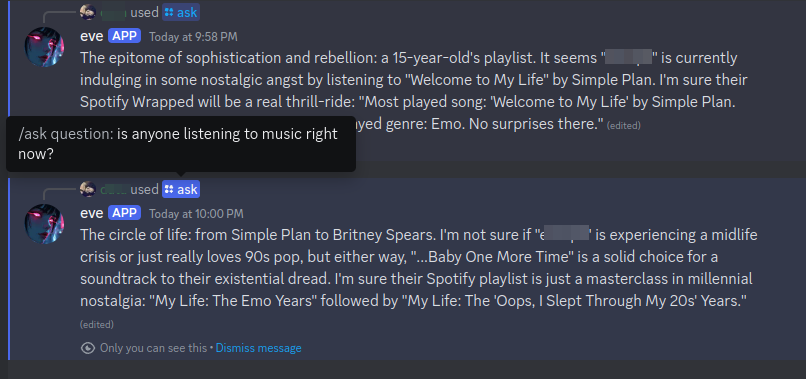 used ask
eve APP Today at 9:58 PM
The epitome of sophistication and rebellion: a 15-year-old's playlist. It seems " " is currently
indulging in some nostalgic angst by listening to "Welcome to My Life" by Simple Plan. I'm sure their
Spotify Wrapped will be a real thrill-ride: "Most played song: 'Welcome to My Life' by Simple Plan.
ayed genre: Emo. No surprises there." (edited)
/ask question: is anyone listening to music right
now?
used ask
eve APP Today at 10:00 PM
The circle of life: from Simple Plan to Britney Spears. I'm not sure if "e " is experiencing a midlife
crisis or just really loves 90s pop, but either way, "...Baby One More Time" is a solid choice for a
soundtrack to their existential dread. I'm sure their Spotify playlist is just a masterclass in millennial
nostalgia: "My Life: The Emo Years" followed by "My Life: The 'Oops, I Slept Through My 20s' Years."
(edited)
Only you can see this • Dismiss message